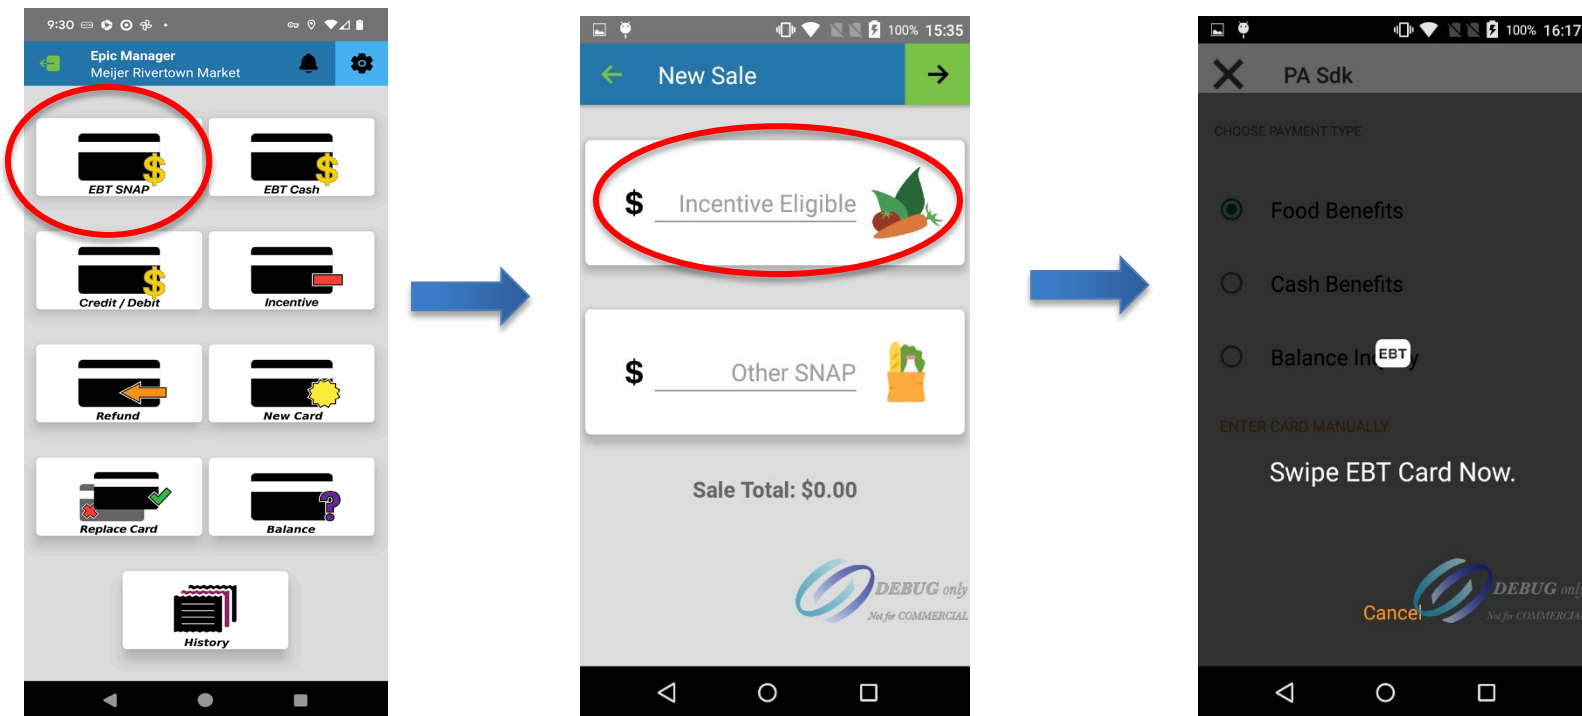 9:30
Epic Manager
Meijer Rivertown Market
EBT SNAP
EBT Cash
Credit / Debit
Incentive
Refund
New Card
Replace Card
Balance
History
100% 15:35
New Sale
$ Incentive Eligible
$ Other SNAP
Sale Total: $0.00
DEBUG only
Not for COMMERCIAL
100% 16:17
PA Sdk
CHOOSE PAYMENT TYPE
Food Benefits
Cash Benefits
Balance In
EBT
y
ENTER CARD MANUALLY
Swipe EBT Card Now.
Cancel
DEBUG only
Not for COMMERCIAL